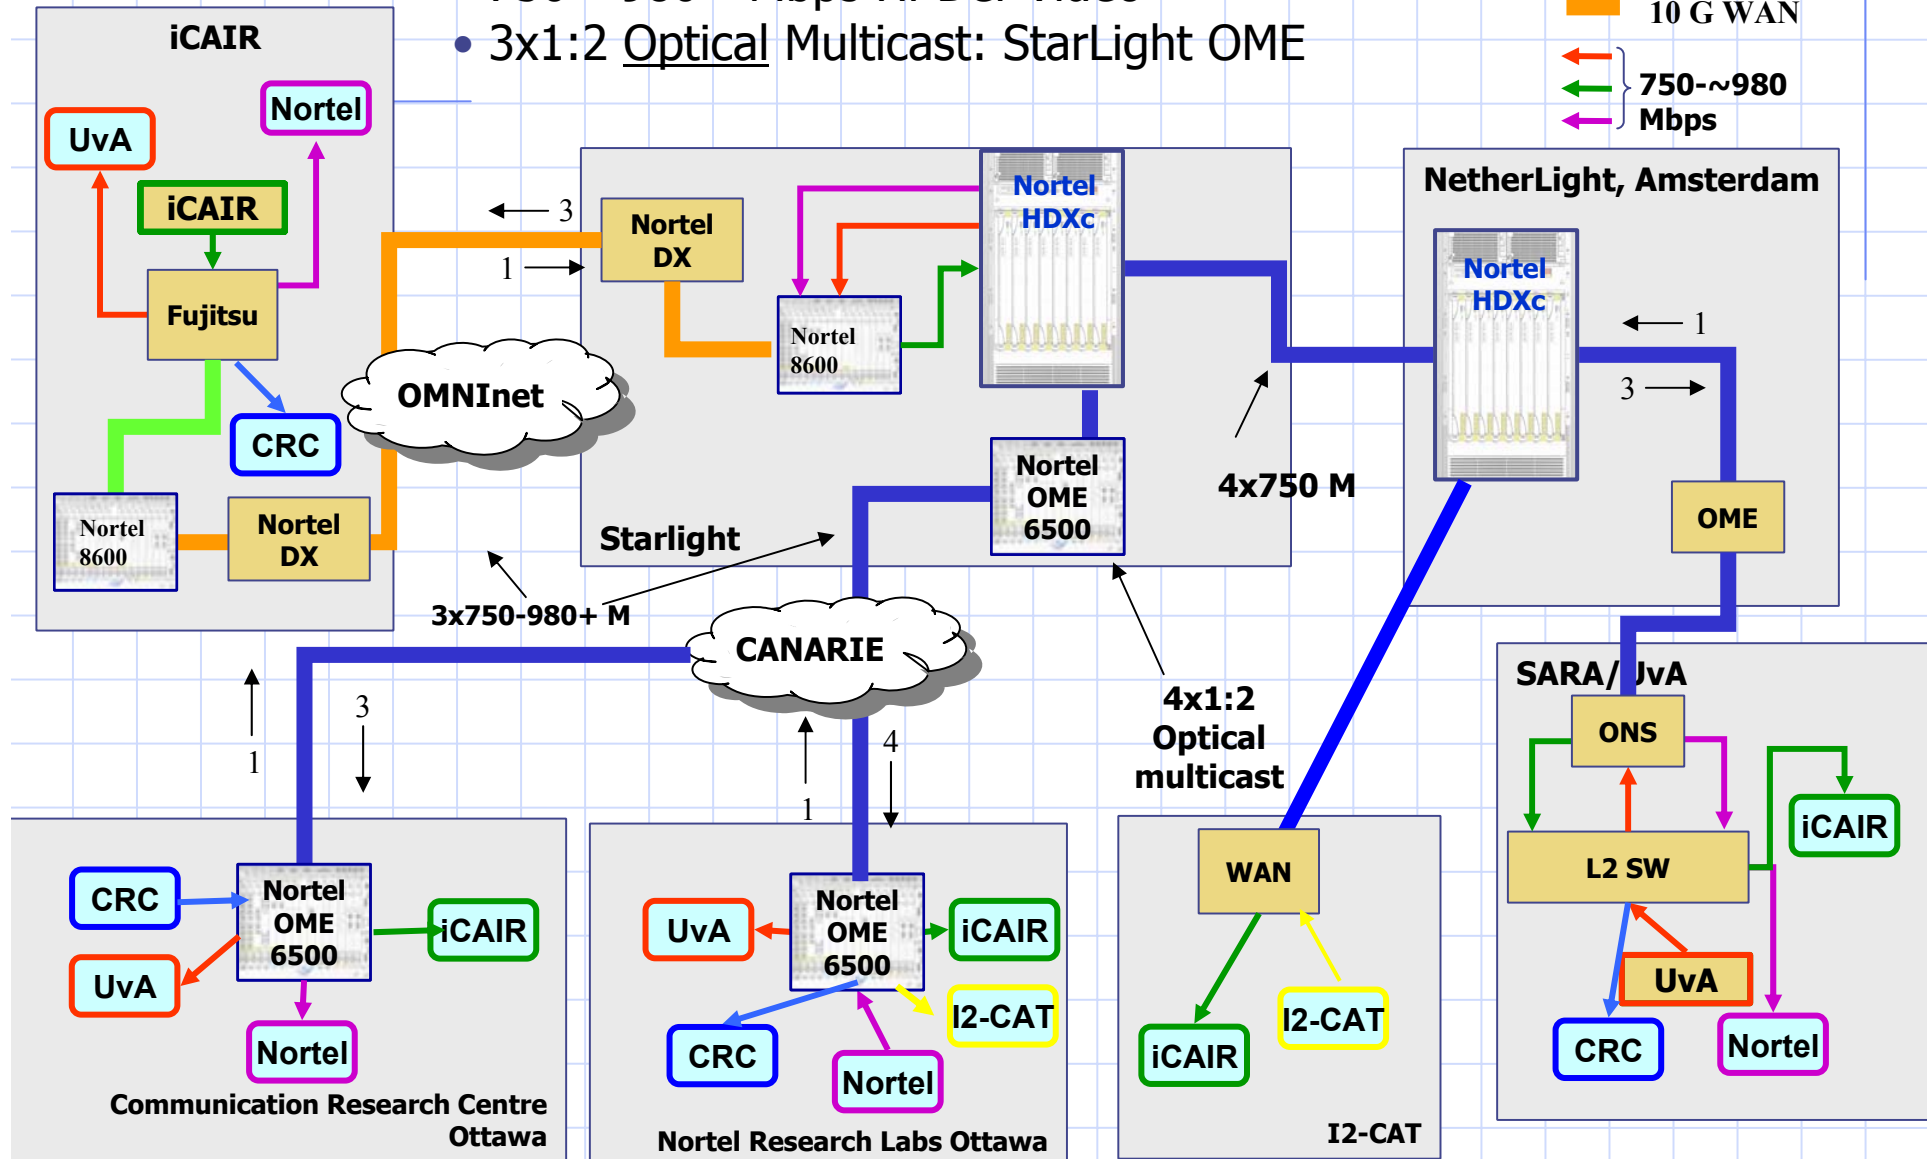 • 3x1:2 Optical Multicast: StarLight OME
10 G WAN
750-~980
Mbps
iCAIR
UvA
Nortel
iCAIR
Fujitsu
CRC
Nortel
8600
Nortel
DX
OMNInet
3
1
Nortel
DX
Nortel
8600
Nortel
HDXc
Nortel
OME
6500
Starlight
3x750-980+ M
4x750 M
NetherLight, Amsterdam
Nortel
HDXc
1
3
OME
CANARIE
4x1:2
Optical
multicast
1
3
1
4
SARA/UvA
ONS
L2 SW
iCAIR
UvA
CRC
Nortel
CRC
UvA
Nortel
OME
6500
iCAIR
Nortel
Communication Research Centre
Ottawa
UvA
Nortel
OME
6500
iCAIR
I2-CAT
CRC
Nortel
Nortel Research Labs Ottawa
WAN
iCAIR
I2-CAT
I2-CAT